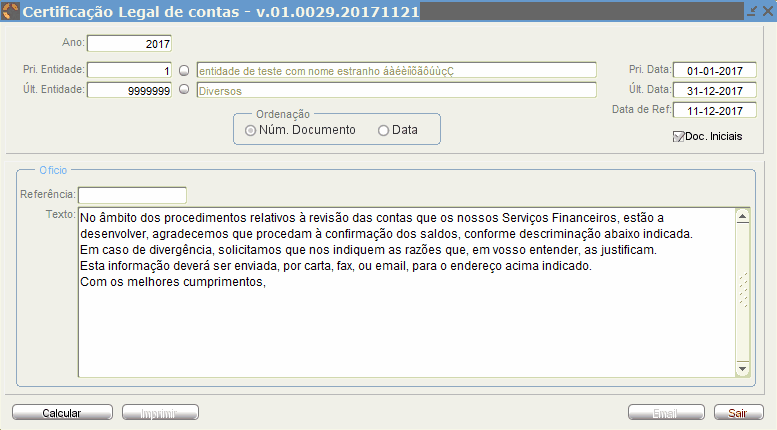 Certificação Legal de contas - v.01.0029.20171121
Ano: 2017
Pri. Entidade: 1 entidade de teste com nome estranho áàéèíïõãôúùçÇ Pri. Data: 01-01-2017
Últ. Entidade: 9999999 Diversos Últ. Data: 31-12-2017
Data de Ref: 11-12-2017
Ordenação
Núm. Documento Data
Doc. Iniciais
Ofício
Referência:
Texto: No âmbito dos procedimentos relativos à revisão das contas que os nossos Serviços Financeiros, estão a
desenvolver, agradecemos que procedam à confirmação dos saldos, conforme descriminação abaixo indicada.
Em caso de divergência, solicitamos que nos indiquem as razões que, em vosso entender, as justificam.
Esta informação deverá ser enviada, por carta, fax, ou email, para o endereço acima indicado.
Com os melhores cumprimentos,
Calcular Imprimir Email Sair